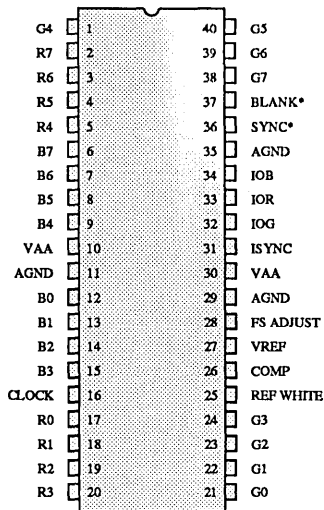 G4 1 40 G5
R7 2 39 G6
R6 3 38 G7
R5 4 37 BLANK*
R4 5 36 SYNC*
B7 6 35 AGND
B6 7 34 IOB
B5 8 33 IOR
B4 9 32 IOG
VAA 10 31 ISYNC
AGND 11 30 VAA
B0 12 29 AGND
B1 13 28 FS ADJUST
B2 14 27 VREF
B3 15 26 COMP
CLOCK 16 25 REF WHITE
R0 17 24 G3
R1 18 23 G2
R2 19 22 G1
R3 20 21 G0